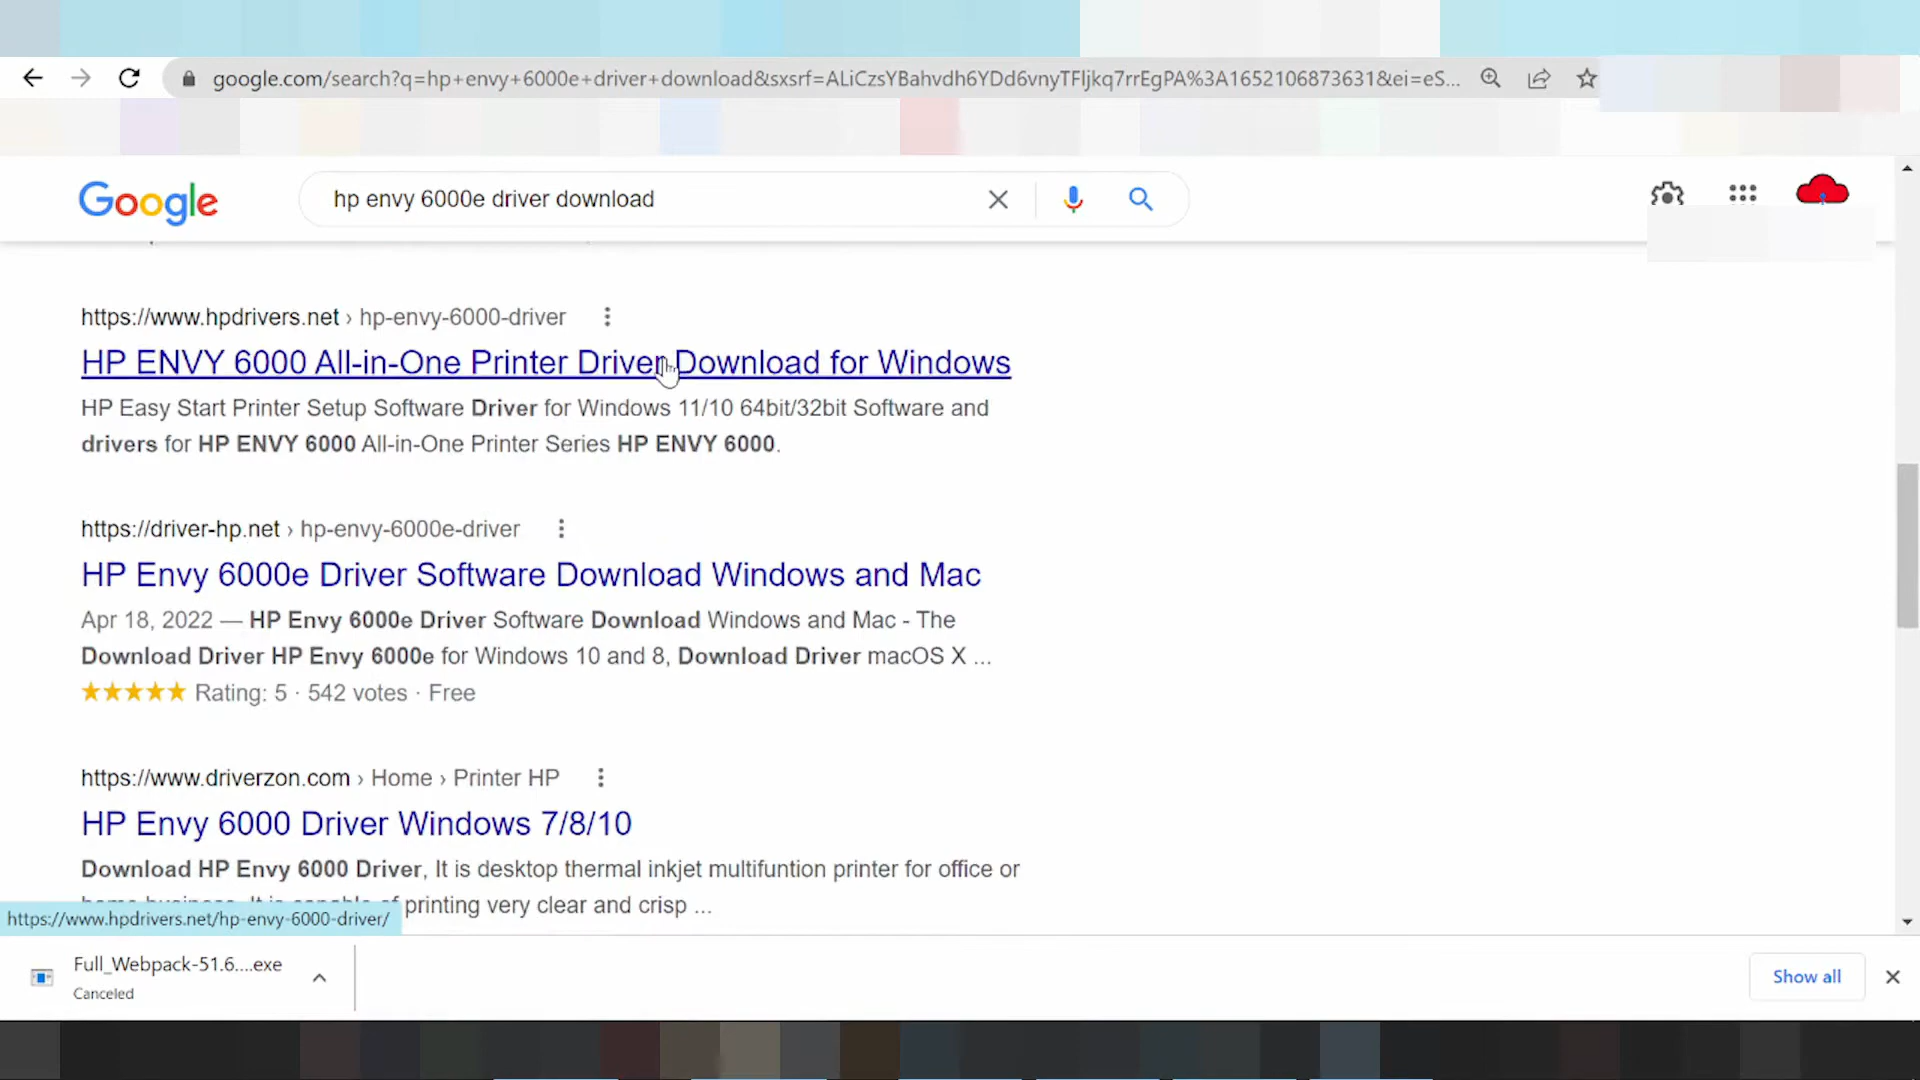 google.com/search?q=hp+envy+6000e+driver+download&sxsrf=ALiCzsYBahvdh6YDd6vnyTFIjkq7rrEgPA%3A1652106873631&ei=eS...
Google
hp envy 6000e driver download
https://www.hpdrivers.net › hp-envy-6000-driver
HP ENVY 6000 All-in-One Printer Driver Download for Windows
HP Easy Start Printer Setup Software Driver for Windows 11/10 64bit/32bit Software and
drivers for HP ENVY 6000 All-in-One Printer Series HP ENVY 6000.
https://driver-hp.net › hp-envy-6000e-driver
HP Envy 6000e Driver Software Download Windows and Mac
Apr 18, 2022 — HP Envy 6000e Driver Software Download Windows and Mac - The
Download Driver HP Envy 6000e for Windows 10 and 8, Download Driver macOS X ...
Rating: 5 · 542 votes · Free
https://www.driverzon.com › Home › Printer HP
HP Envy 6000 Driver Windows 7/8/10
Download HP Envy 6000 Driver, It is desktop thermal inkjet multifuntion printer for office or
printing very clear and crisp ...
https://www.hpdrivers.net/hp-envy-6000-driver/
Full_Webpack-51.6....exe
Canceled
Show all